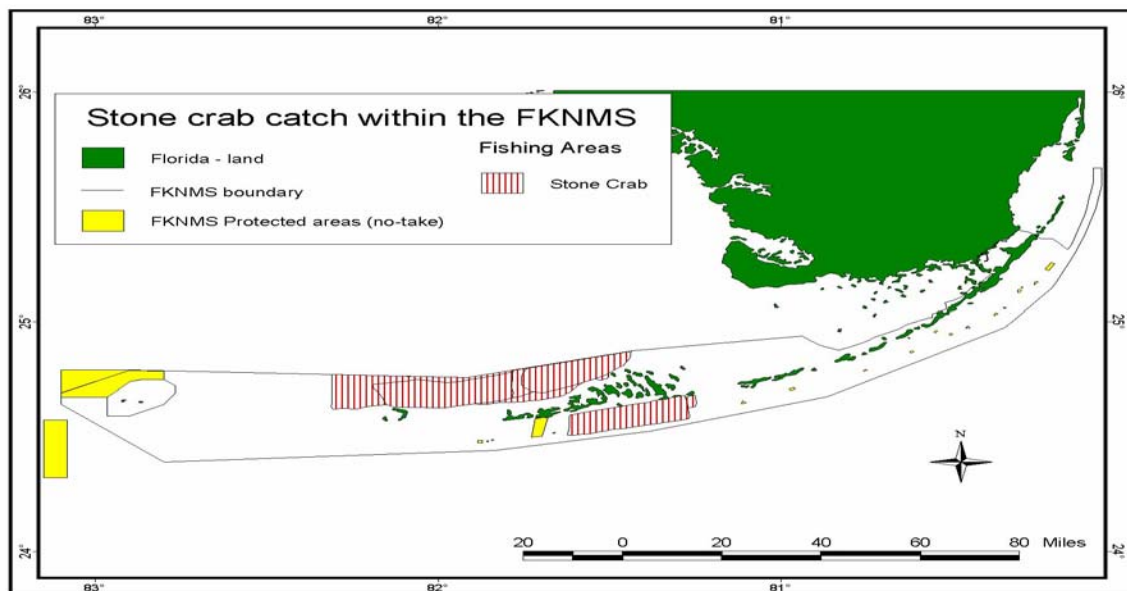 83° 82° 81°
26° 26°
Stone crab catch within the FKNMS
Fishing Areas
Florida - land
Stone Crab
FKNMS boundary
FKNMS Protected areas (no-take)
25° 25°
N
20 0 20 40 60 80 Miles
24° 24°
83° 82° 81°